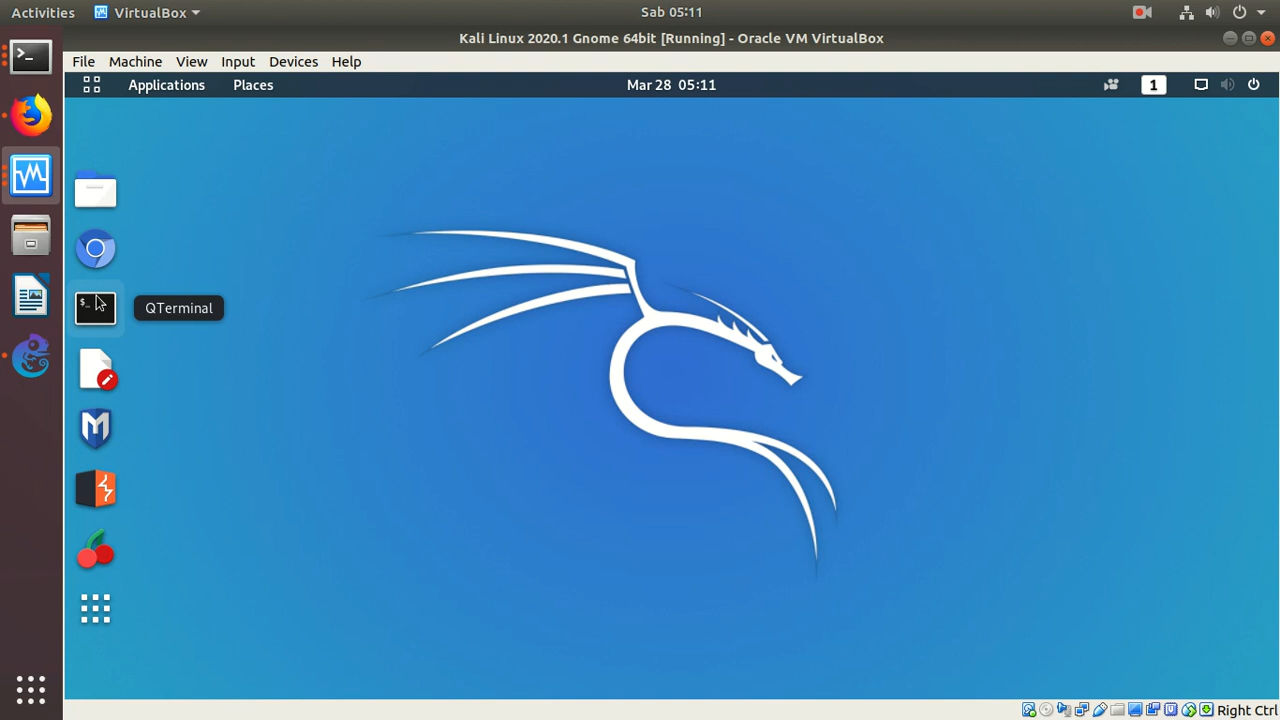 Activities VirtualBox Sab 05:11
Kali Linux 2020.1 Gnome 64bit [Running] - Oracle VM VirtualBox
File Machine View Input Devices Help
Applications Places Mar 28 05:11 1
$_
QTerminal
Right Ctrl